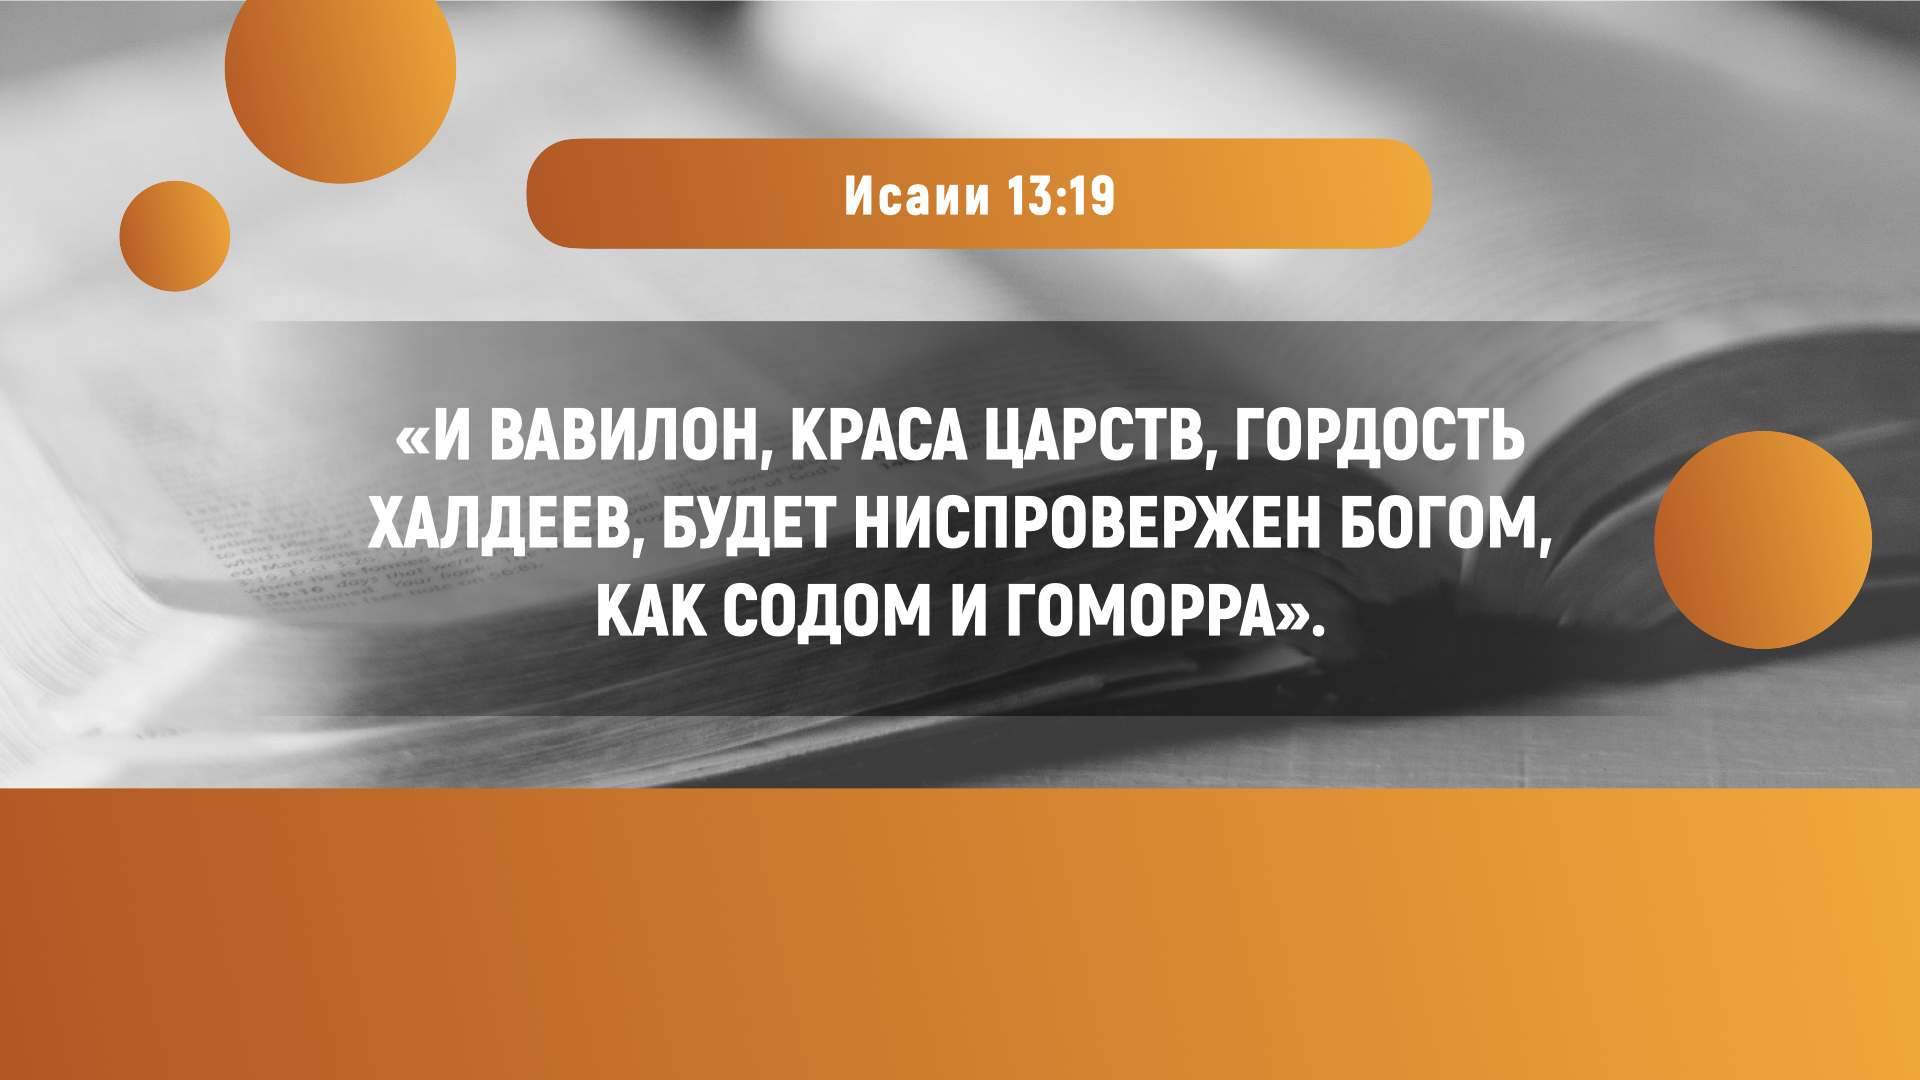 Исаии 13:19
«И ВАВИЛОН, КРАСА ЦАРСТВ, ГОРДОСТЬ
ХАЛДЕЕВ, БУДЕТ НИСПРОВЕРЖЕН БОГОМ,
КАК СОДОМ И ГОМОРРА».